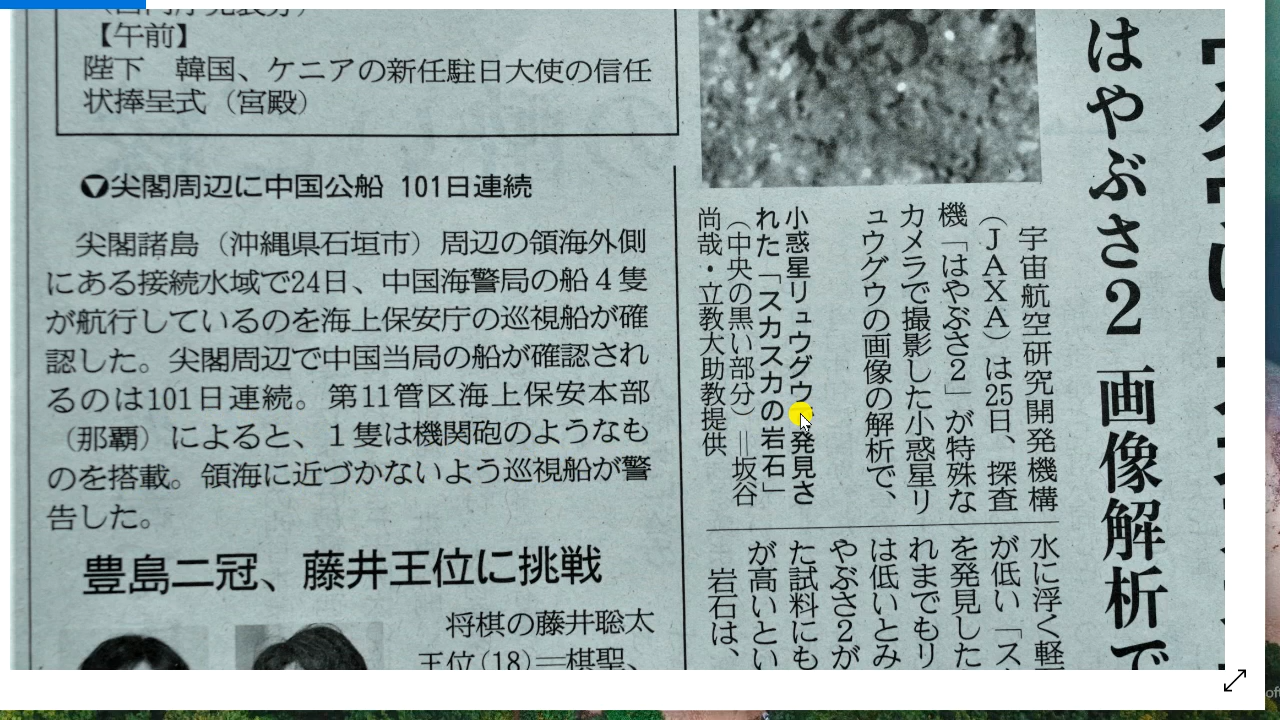 【午前】
陛下　韓国、ケニアの新任駐日大使の信任
状捧呈式（宮殿）
▼尖閣周辺に中国公船 101日連続
尖閣諸島（沖縄県石垣市）周辺の領海外側
にある接続水域で24日、中国海警局の船４隻
が航行しているのを海上保安庁の巡視船が確
認した。尖閣周辺で中国当局の船が確認され
るのは101日連続。第11管区海上保安本部
（那覇）によると、１隻は機関砲のようなも
のを搭載。領海に近づかないよう巡視船が警
告した。
豊島二冠、藤井王位に挑戦
将棋の藤井聡太
王位(18)＝棋聖、
はやぶさ2 画像解析で
宇宙航空研究開発機構
（ＪＡＸＡ）は25日、探査
機「はやぶさ２」が特殊な
カメラで撮影した小惑星リ
ュウグウの画像の解析で、
小惑星リュウグウ発見さ
れた「スカスカの岩石」
（中央の黒い部分）＝坂谷
尚哉・立教大助教提供
水に浮く軽
が低い「ス
を発見した
れまでもリ
は低いとみ
やぶさ２が
た試料にも
が高いとい
岩石は、